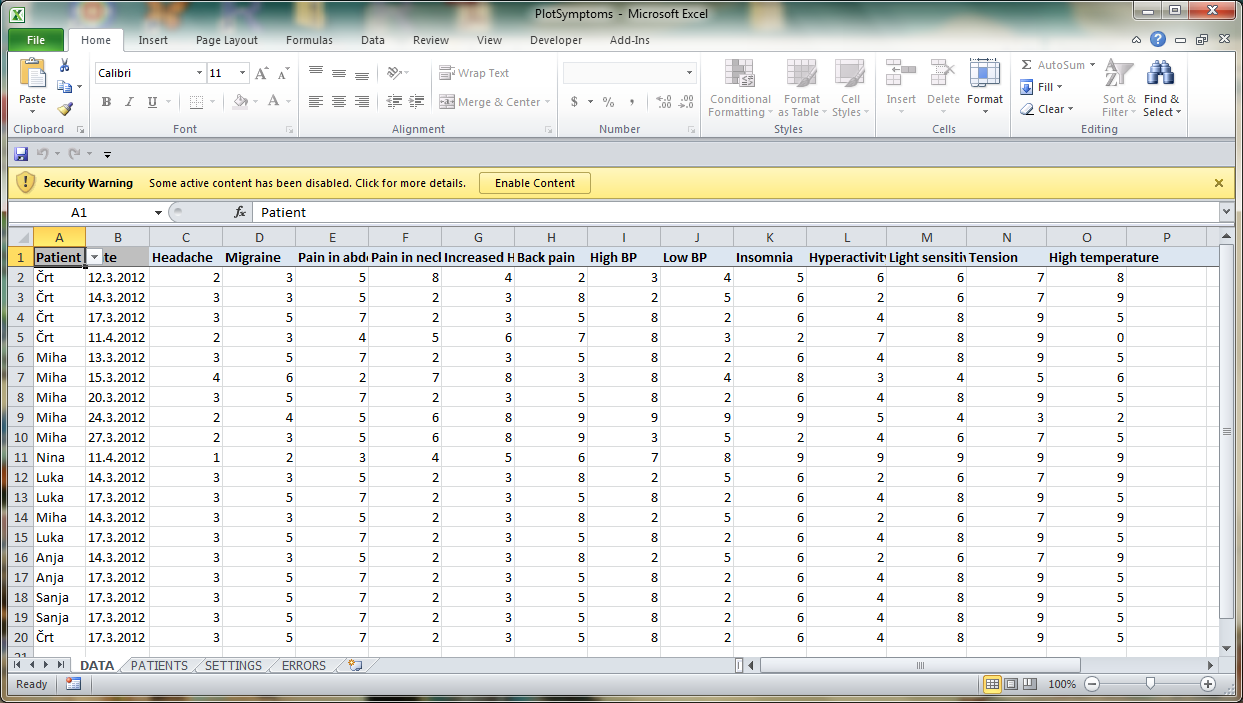 PlotSymptoms - Microsoft Excel
File Home Insert Page Layout Formulas Data Review View Developer Add-Ins
Paste
Clipboard
Calibri 11
B I U
Font
Wrap Text
Merge & Center
Alignment
$ % ,
Number
Conditional Formatting
Format as Table
Cell Styles
Styles
Insert Delete Format
Cells
Σ AutoSum
Fill
Clear
Sort & Filter
Find & Select
Editing
Security Warning Some active content has been disabled. Click for more details. Enable Content
A1 fx Patient
A B C D E F G H I J K L M N O P
1 Patient te Headache Migraine Pain in abd Pain in neck Increased H Back pain High BP Low BP Insomnia Hyperactivit Light sensitiv Tension High temperature
2 Črt 12.3.2012 2 3 5 8 4 2 3 4 5 6 6 7 8
3 Črt 14.3.2012 3 3 5 2 3 8 2 5 6 2 6 7 9
4 Črt 17.3.2012 3 5 7 2 3 5 8 2 6 4 8 9 5
5 Črt 11.4.2012 2 3 4 5 6 7 8 3 2 7 8 9 0
6 Miha 13.3.2012 3 5 7 2 3 5 8 2 6 4 8 9 5
7 Miha 15.3.2012 4 6 2 7 8 3 8 4 8 3 4 5 6
8 Miha 20.3.2012 3 5 7 2 3 5 8 2 6 4 8 9 5
9 Miha 24.3.2012 2 4 5 6 8 9 9 9 9 5 4 3 2
10 Miha 27.3.2012 2 3 5 6 8 9 3 5 2 4 6 7 5
11 Nina 11.4.2012 1 2 3 4 5 6 7 8 9 9 9 9 9
12 Luka 14.3.2012 3 3 5 2 3 8 2 5 6 2 6 7 9
13 Luka 17.3.2012 3 5 7 2 3 5 8 2 6 4 8 9 5
14 Miha 14.3.2012 3 3 5 2 3 8 2 5 6 2 6 7 9
15 Luka 17.3.2012 3 5 7 2 3 5 8 2 6 4 8 9 5
16 Anja 14.3.2012 3 3 5 2 3 8 2 5 6 2 6 7 9
17 Anja 17.3.2012 3 5 7 2 3 5 8 2 6 4 8 9 5
18 Sanja 17.3.2012 3 5 7 2 3 5 8 2 6 4 8 9 5
19 Sanja 17.3.2012 3 5 7 2 3 5 8 2 6 4 8 9 5
20 Črt 17.3.2012 3 5 7 2 3 5 8 2 6 4 8 9 5
21
DATA PATIENTS SETTINGS ERRORS
Ready 100%